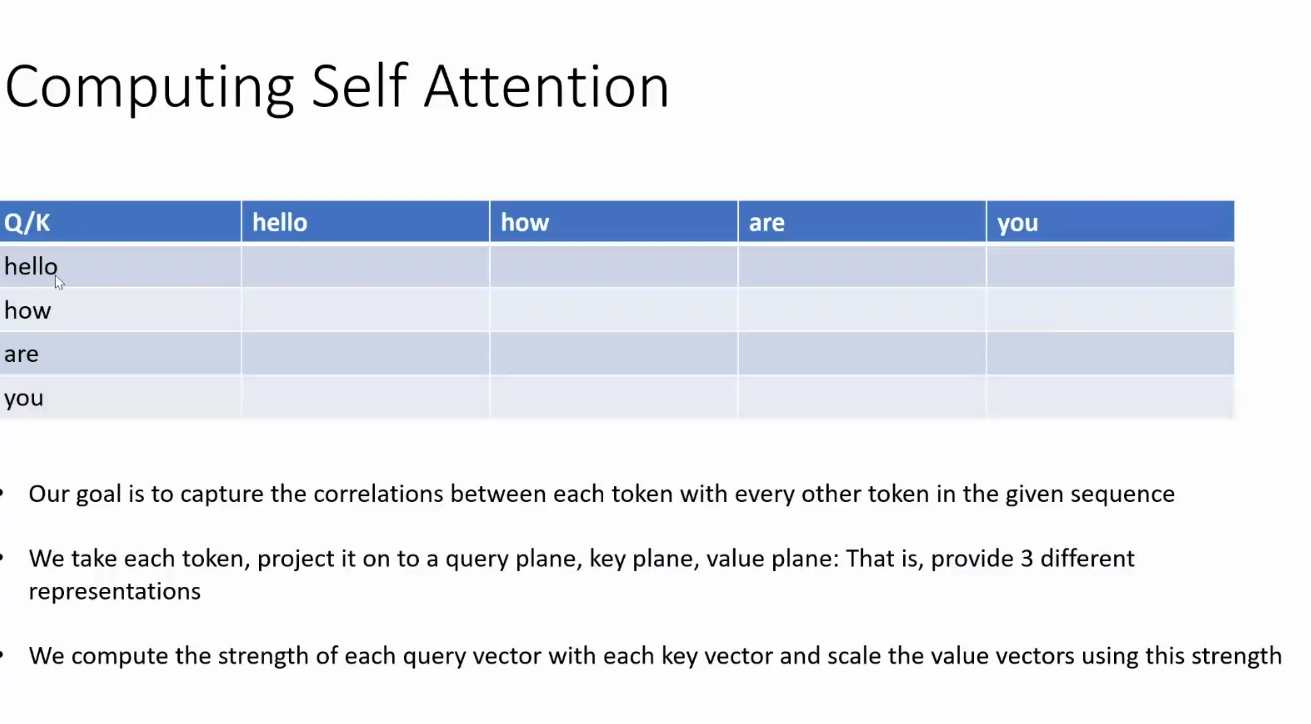 Computing Self Attention
Q/K hello how are you
hello
how
are
you
• Our goal is to capture the correlations between each token with every other token in the given sequence
• We take each token, project it on to a query plane, key plane, value plane: That is, provide 3 different
representations
• We compute the strength of each query vector with each key vector and scale the value vectors using this strength